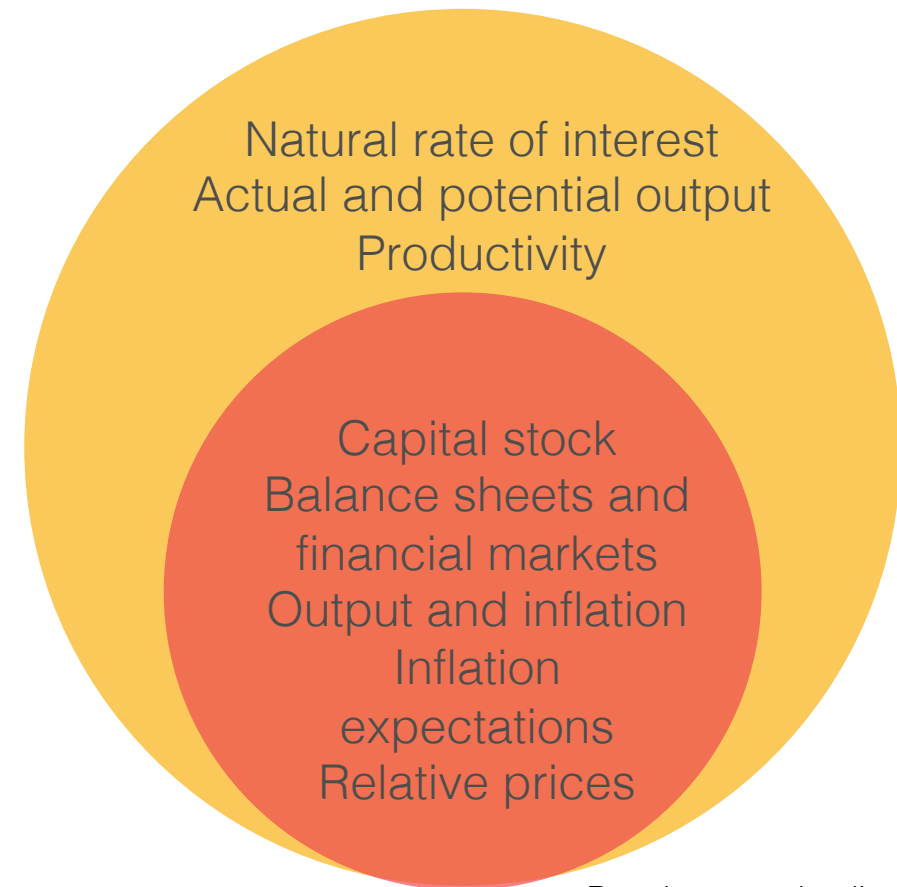 Natural rate of interest
Actual and potential output
Productivity
Capital stock
Balance sheets and
financial markets
Output and inflation
Inflation
expectations
Relative prices